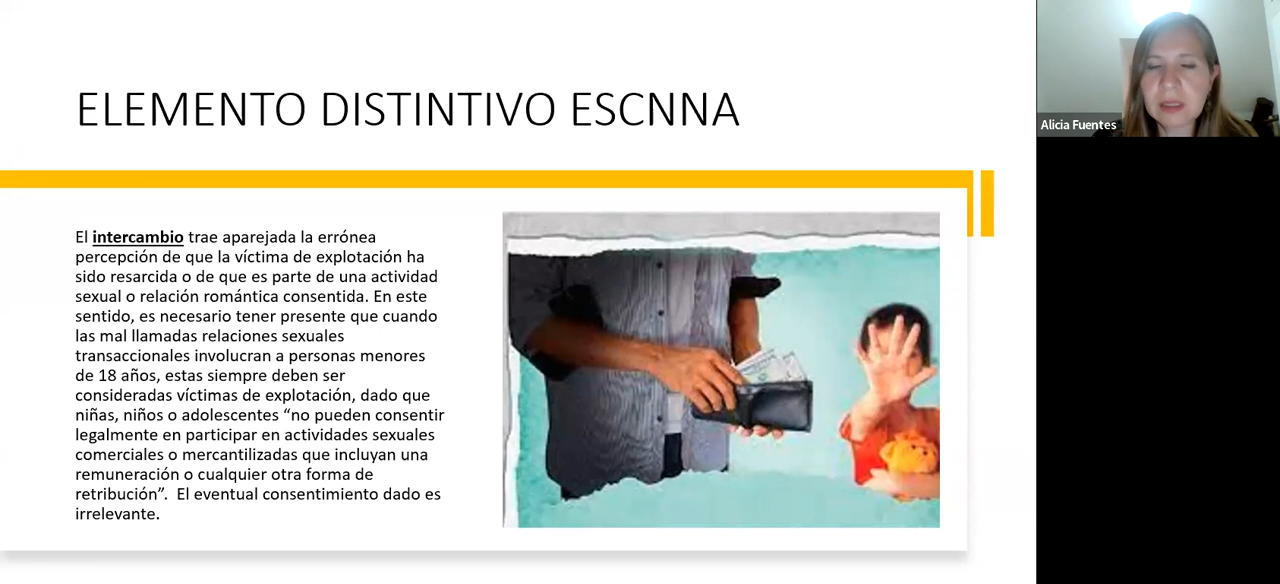 ELEMENTO DISTINTIVO ESCNNA
El intercambio trae aparejada la errónea
percepción de que la víctima de explotación ha
sido resarcida o de que es parte de una actividad
sexual o relación romántica consentida. En este
sentido, es necesario tener presente que cuando
las mal llamadas relaciones sexuales
transaccionales involucran a personas menores
de 18 años, estas siempre deben ser
consideradas víctimas de explotación, dado que
niñas, niños o adolescentes “no pueden consentir
legalmente en participar en actividades sexuales
comerciales o mercantilizadas que incluyan una
remuneración o cualquier otra forma de
retribución”.  El eventual consentimiento dado es
irrelevante.
Alicia Fuentes